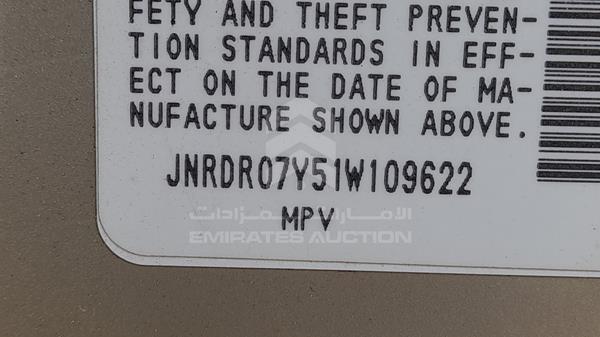 FETY AND THEFT PREVEN-
TION STANDARDS IN EFF-
ECT ON THE DATE OF MA-
NUFACTURE SHOWN ABOVE.
JNRDR07Y51W109622
الامارات للمزادات
MPV
EMIRATES AUCTION